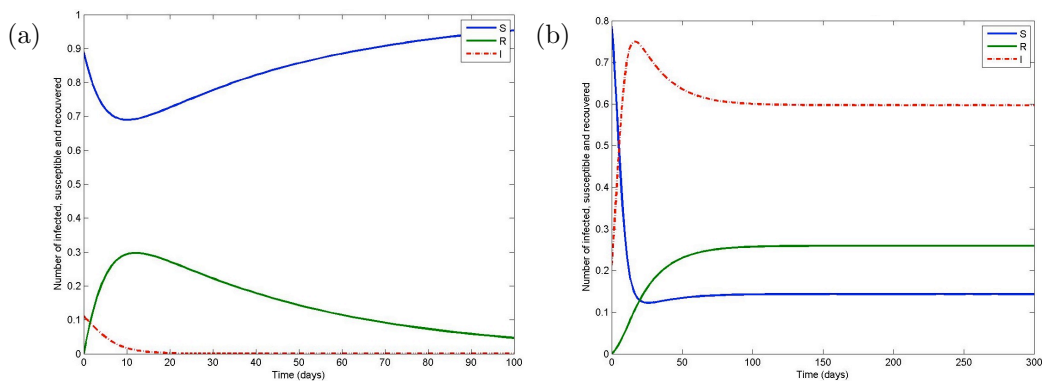 (a)
Number of infected, susceptible and recouvered
1
0.9
0.8
0.7
0.6
0.5
0.4
0.3
0.2
0.1
0
0 10 20 30 40 50 60 70 80 90 100
Time (days)
S
R
I
(b)
Number of infected, susceptible and recouvered
0.8
0.7
0.6
0.5
0.4
0.3
0.2
0.1
0
0 50 100 150 200 250 300
Time (days)
S
R
I